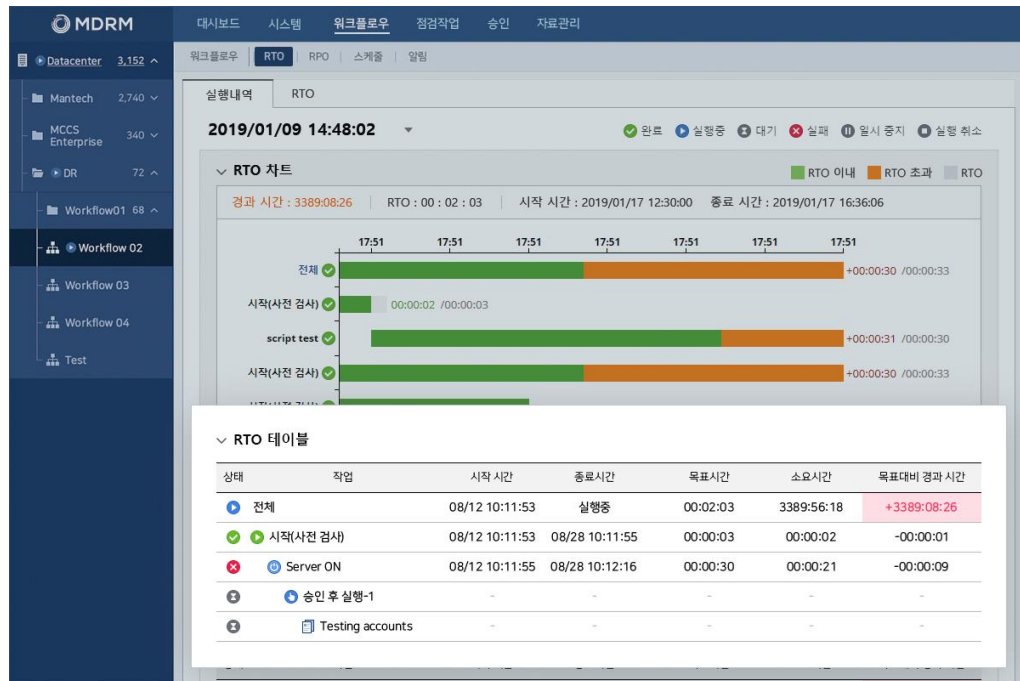 MDRM
대시보드 시스템 워크플로우 점검작업 승인 자료관리
Datacenter 3,152
Mantech 2,740
MCCS Enterprise 340
DR 72
Workflow01 68
Workflow 02
Workflow 03
Workflow 04
Test
워크플로우 RTO RPO 스케줄 알림
실행내역 RTO
2019/01/09 14:48:02
완료 실행중 대기 실패 일시 중지 실행 취소
RTO 차트
RTO 이내 RTO 초과 RTO
경과 시간 : 3389:08:26 RTO : 00 : 02 : 03 시작 시간 : 2019/01/17 12:30:00 종료 시간 : 2019/01/17 16:36:06
17:51 17:51 17:51 17:51 17:51 17:51 17:51
전체 +00:00:30 /00:00:33
시작(사전 검사) 00:00:02 /00:00:03
script test +00:00:31 /00:00:30
시작(사전 검사) +00:00:30 /00:00:33
RTO 테이블
상태 작업 시작 시간 종료시간 목표시간 소요시간 목표대비 경과 시간
전체 08/12 10:11:53 실행중 00:02:03 3389:56:18 +3389:08:26
시작(사전 검사) 08/12 10:11:53 08/28 10:11:55 00:00:03 00:00:02 -00:00:01
Server ON 08/12 10:11:55 08/28 10:12:16 00:00:30 00:00:21 -00:00:09
승인 후 실행-1 - - - - -
Testing accounts - - - - -